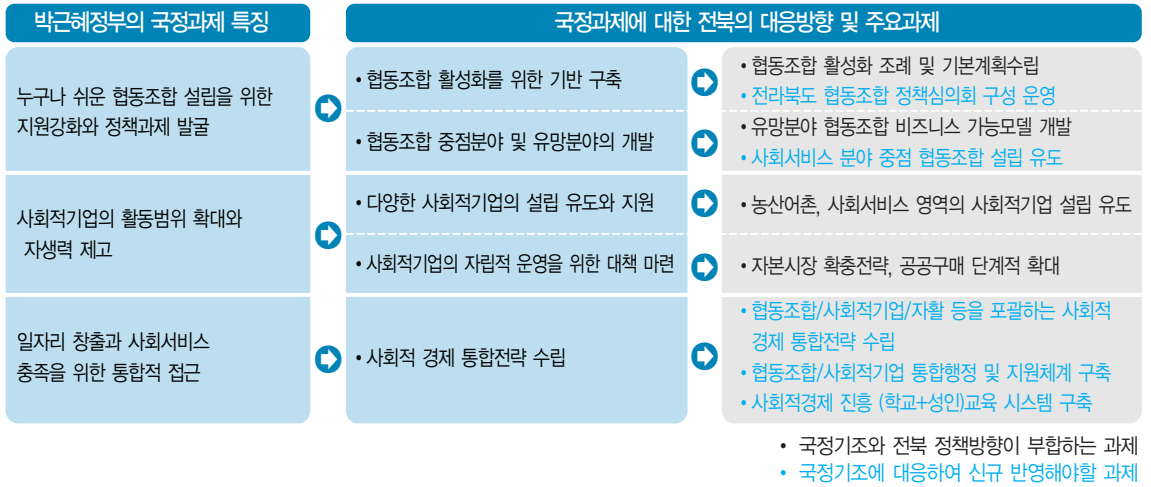 박근혜정부의 국정과제 특징
국정과제에 대한 전북의 대응방향 및 주요과제
누구나 쉬운 협동조합 설립을 위한
지원강화와 정책과제 발굴
• 협동조합 활성화를 위한 기반 구축
• 협동조합 활성화 조례 및 기본계획수립
• 전라북도 협동조합 정책심의회 구성 운영
• 협동조합 중점분야 및 유망분야의 개발
• 유망분야 협동조합 비즈니스 가능모델 개발
• 사회서비스 분야 중점 협동조합 설립 유도
사회적기업의 활동범위 확대와
자생력 제고
• 다양한 사회적기업의 설립 유도와 지원
• 농산어촌, 사회서비스 영역의 사회적기업 설립 유도
• 사회적기업의 자립적 운영을 위한 대책 마련
• 자본시장 확충전략, 공공구매 단계적 확대
일자리 창출과 사회서비스
충족을 위한 통합적 접근
• 사회적 경제 통합전략 수립
• 협동조합/사회적기업/자활 등을 포괄하는 사회적
경제 통합전략 수립
• 협동조합/사회적기업 통합행정 및 지원체계 구축
• 사회적경제 진흥 (학교+성인)교육 시스템 구축
• 국정기조와 전북 정책방향이 부합하는 과제
• 국정기조에 대응하여 신규 반영해야할 과제